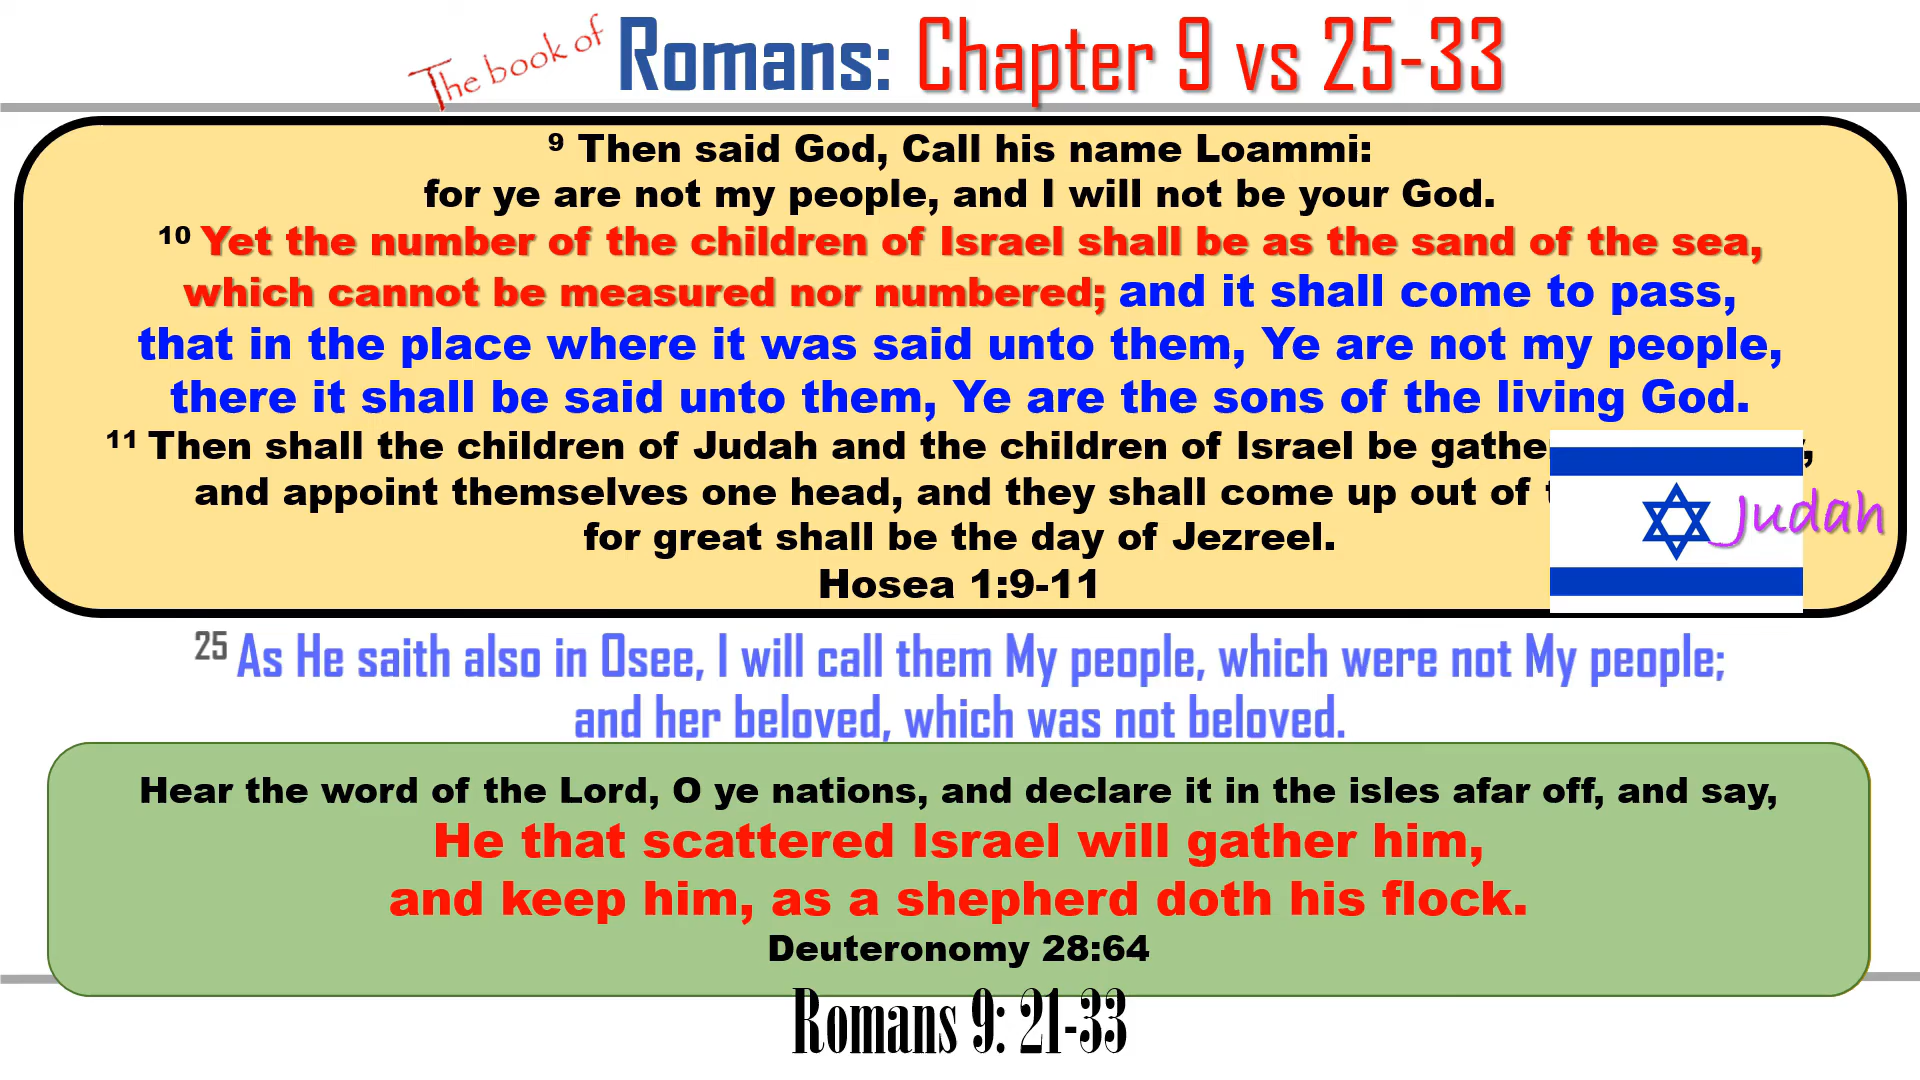 The book of Romans: Chapter 9 vs 25-33
9 Then said God, Call his name Loammi:
for ye are not my people, and I will not be your God.
10 Yet the number of the children of Israel shall be as the sand of the sea,
which cannot be measured nor numbered; and it shall come to pass,
that in the place where it was said unto them, Ye are not my people,
there it shall be said unto them, Ye are the sons of the living God.
11 Then shall the children of Judah and the children of Israel be
and appoint themselves one head, and they shall come up out of
for great shall be the day of Jezreel.
Judah
Hosea 1:9-11
25 As He saith also in Osee, I will call them My people, which were not My people;
and her beloved, which was not beloved.
Hear the word of the Lord, O ye nations, and declare it in the isles afar off, and say,
He that scattered Israel will gather him,
and keep him, as a shepherd doth his flock.
Deuteronomy 28:64
Romans 9: 21-33